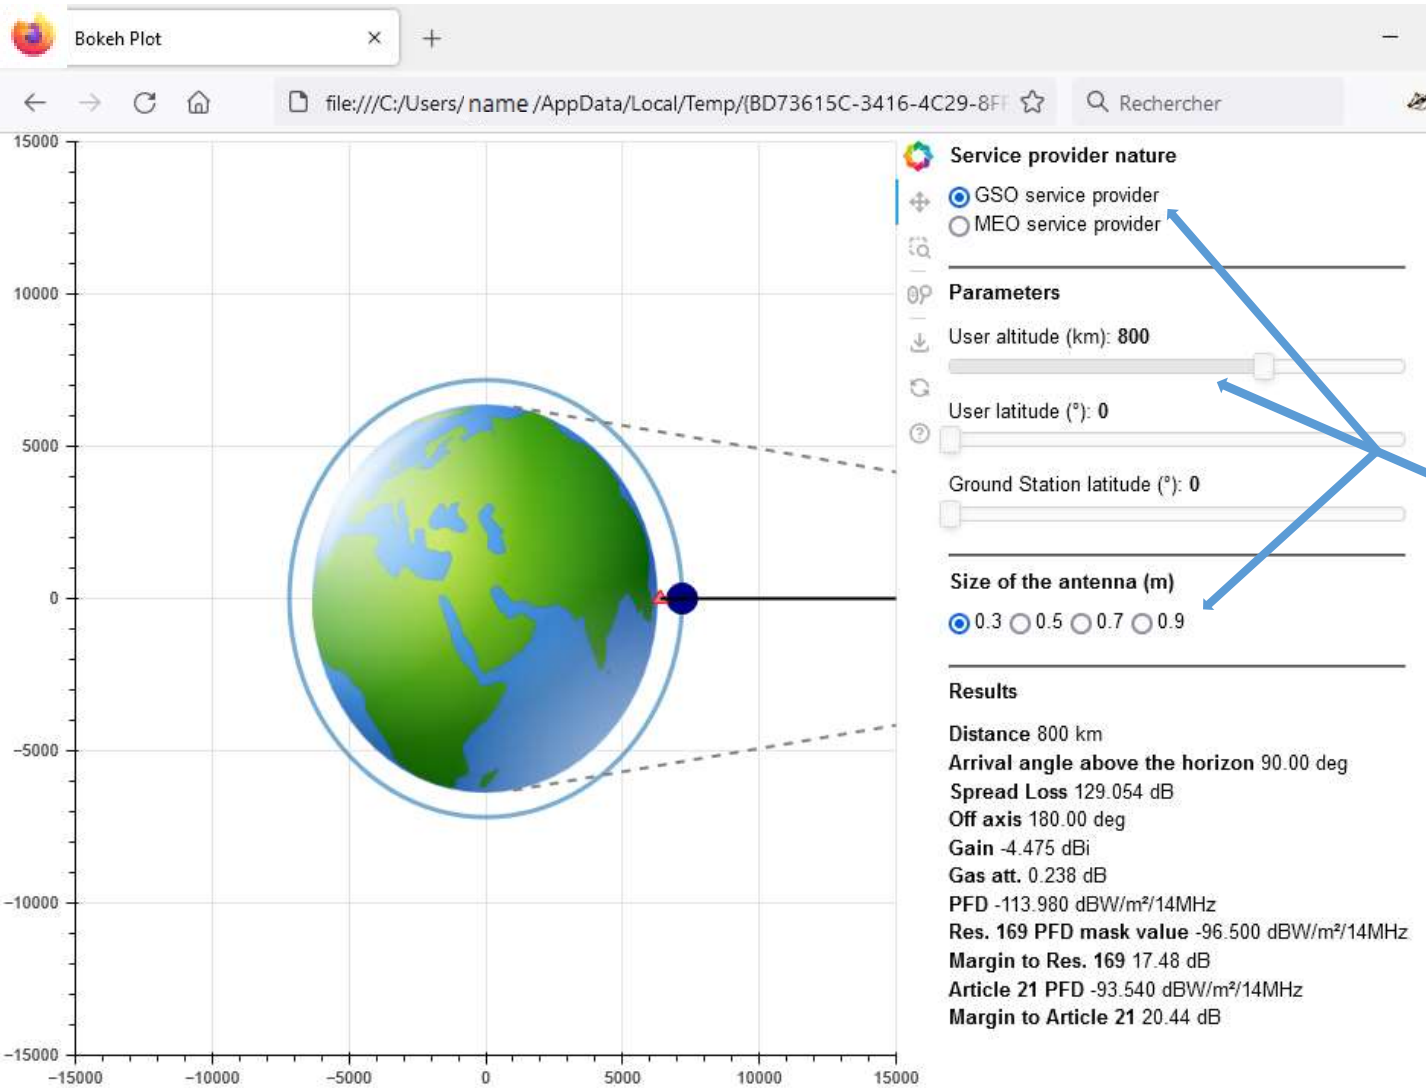 Bokeh Plot
file:///C:/Users/ name /AppData/Local/Temp/{BD73615C-3416-4C29-8FF
Rechercher
15000
10000
5000
0
−5000
−10000
−15000
−15000 −10000 −5000 0 5000 10000 15000
Service provider nature
GSO service provider
MEO service provider
Parameters
User altitude (km): 800
User latitude (°): 0
Ground Station latitude (°): 0
Size of the antenna (m)
0.3 0.5 0.7 0.9
Results
Distance 800 km
Arrival angle above the horizon 90.00 deg
Spread Loss 129.054 dB
Off axis 180.00 deg
Gain -4.475 dBi
Gas att. 0.238 dB
PFD -113.980 dBW/m²/14MHz
Res. 169 PFD mask value -96.500 dBW/m²/14MHz
Margin to Res. 169 17.48 dB
Article 21 PFD -93.540 dBW/m²/14MHz
Margin to Article 21 20.44 dB